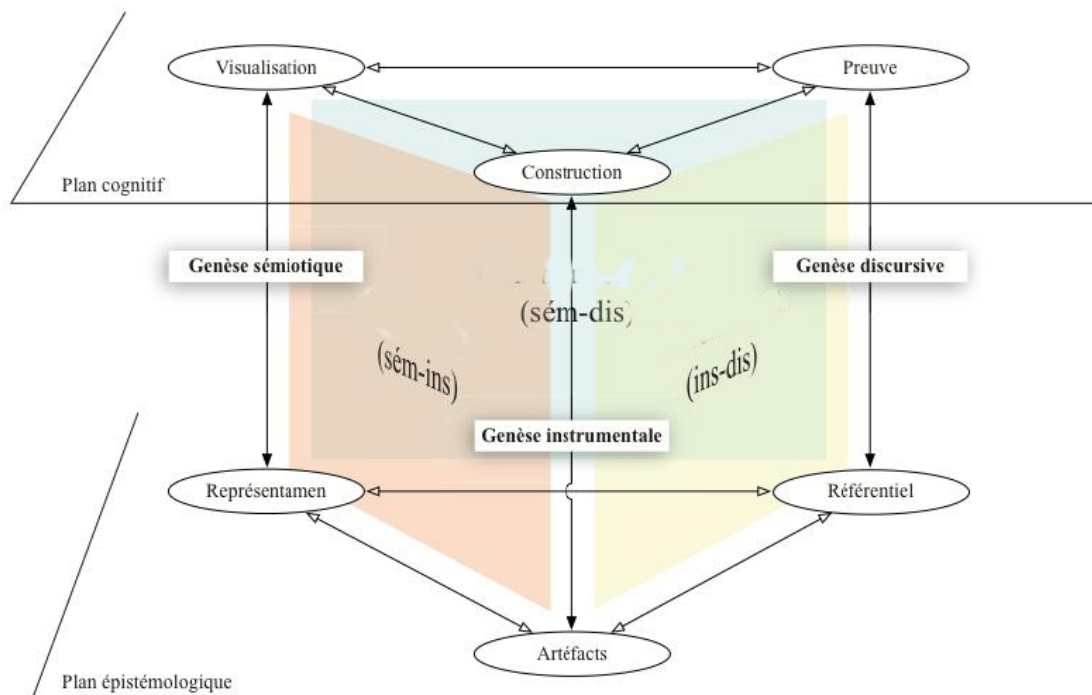 Visualisation
Preuve
Construction
Plan cognitif
Genèse sémiotique
Genèse discursive
(sém-dis)
(sém-ins)
(ins-dis)
Genèse instrumentale
Représentamen
Référentiel
Artéfacts
Plan épistémologique